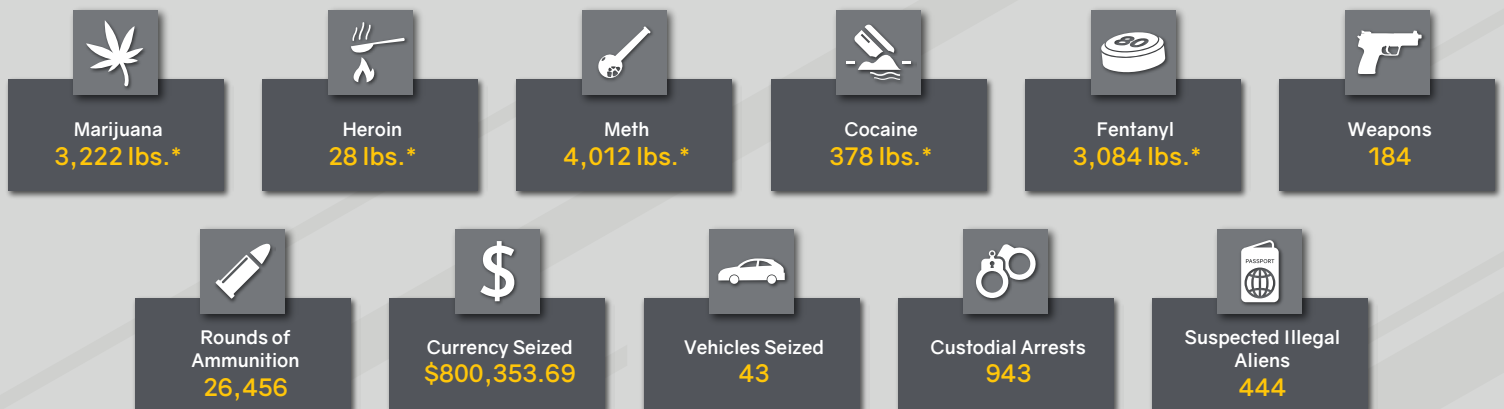 Marijuana
3,222 lbs.*
Heroin
28 lbs.*
Meth
4,012 lbs.*
Cocaine
378 lbs.*
80
Fentanyl
3,084 lbs.*
Weapons
184
Rounds of
Ammunition
26,456
$
Currency Seized
$800,353.69
Vehicles Seized
43
Custodial Arrests
943
PASSPORT
Suspected Illegal
Aliens
444